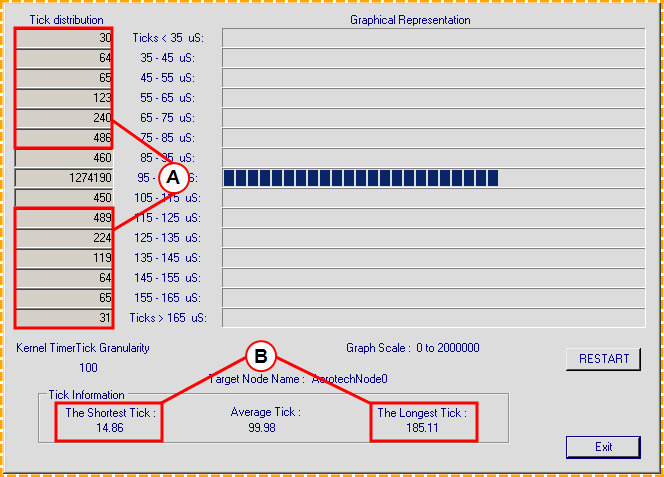 Tick distribution Graphical Representation
30 Ticks < 35 uS:
64 35 - 45 uS:
65 45 - 55 uS:
123 55 - 65 uS:
240 65 - 75 uS:
486 75 - 85 uS:
460 85 - 95 uS:
1274190 95 - A S:
450 105 - 115 uS:
489 115 - 125 uS:
224 125 - 135 uS:
119 135 - 145 uS:
64 145 - 155 uS:
65 155 - 165 uS:
31 Ticks > 165 uS:
Kernel TimerTick Granularity B Graph Scale : 0 to 2000000
100 RESTART
Target Node Name : AerotechNode0
Tick Information
The Shortest Tick : Average Tick : The Longest Tick :
14.86 99.98 185.11
Exit